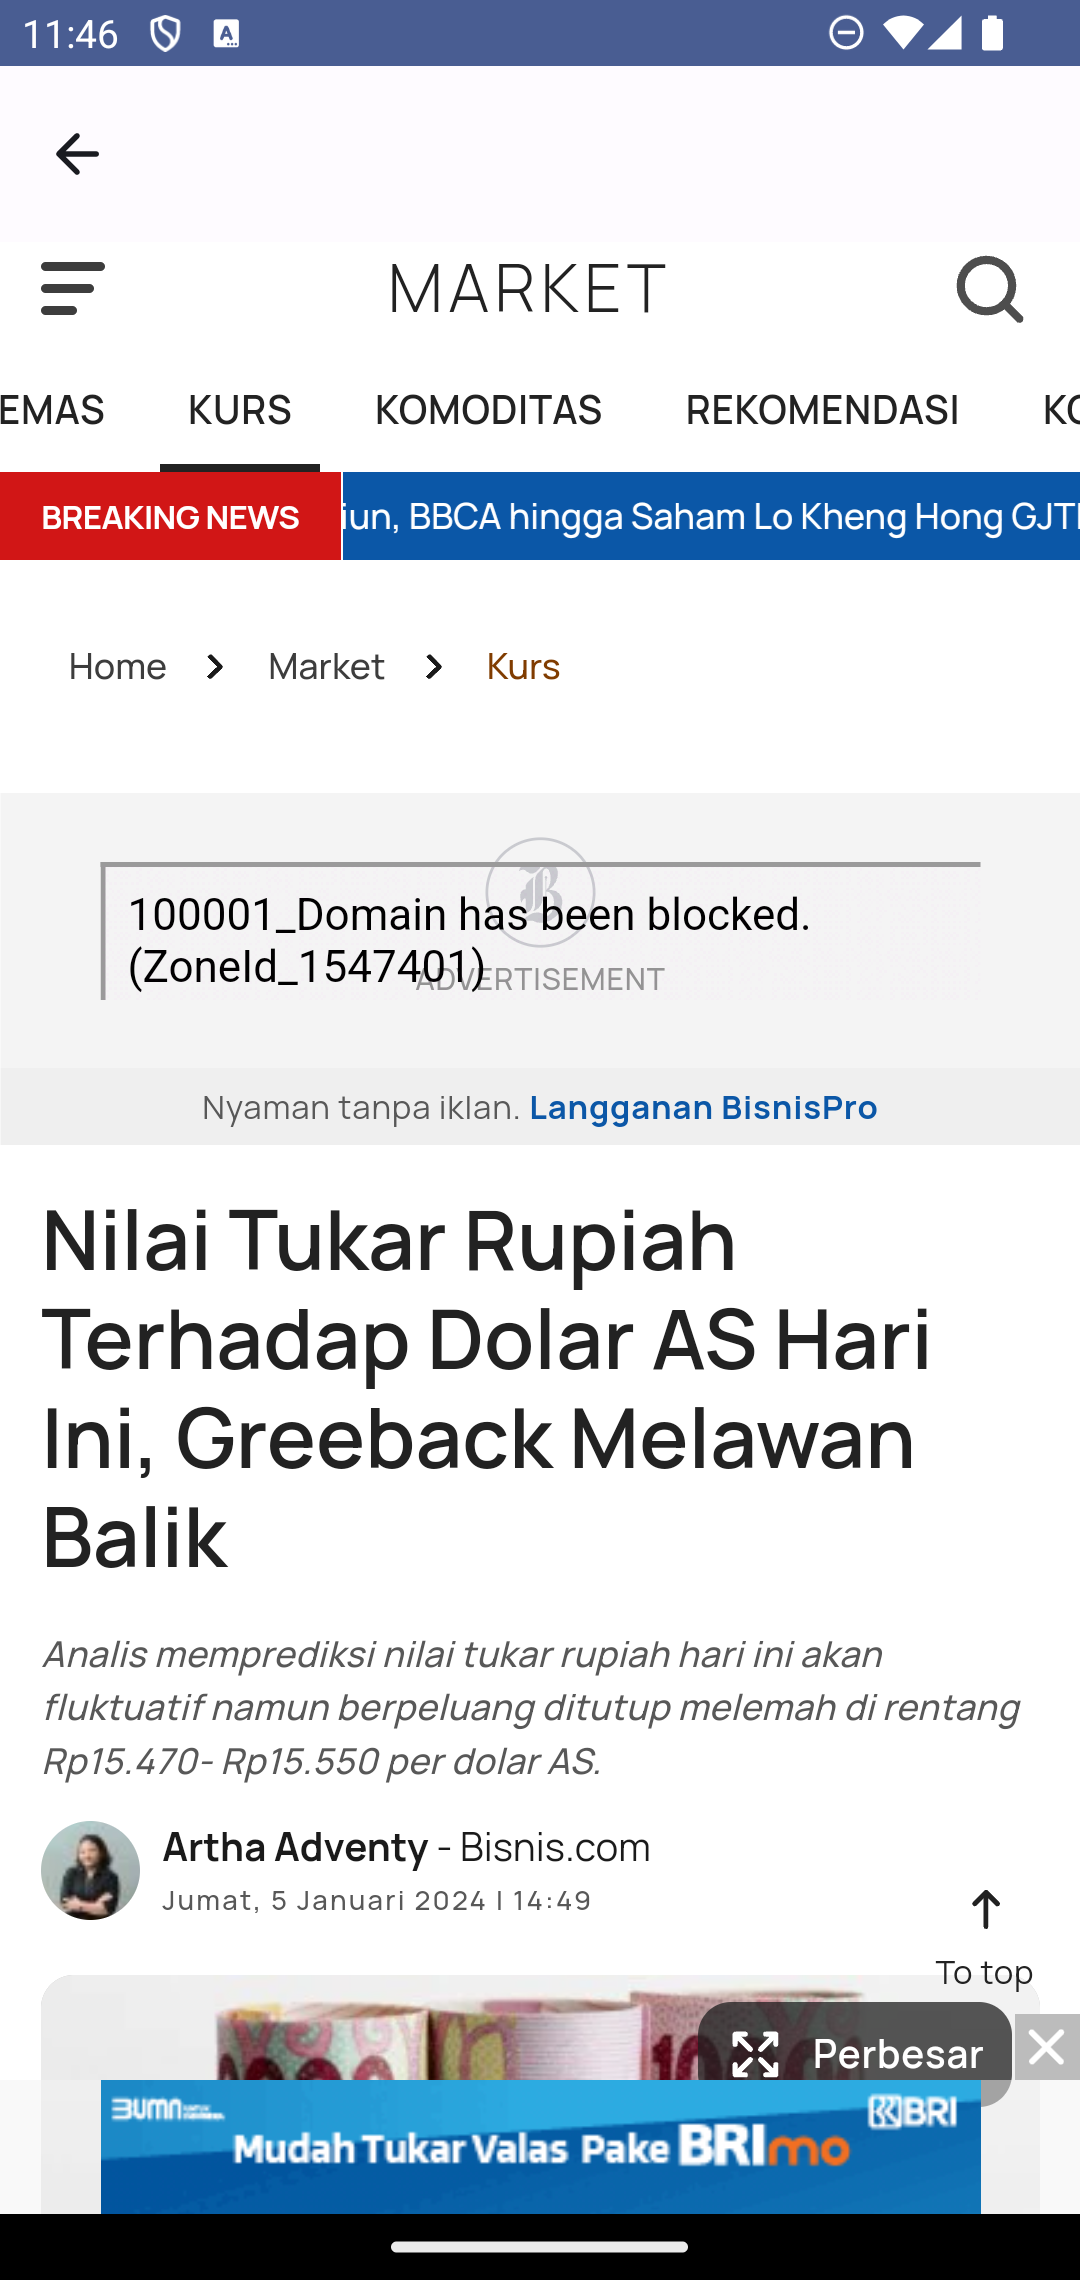 11:46
MARKET
EMAS KURS KOMODITAS REKOMENDASI
BREAKING NEWS
iun, BBCA hingga Saham Lo Kheng Hong GJTL
Home Market Kurs
100001_Domain has been blocked.
(ZoneId_1547401)
ADVERTISEMENT
Nyaman tanpa iklan. Langganan BisnisPro
Nilai Tukar Rupiah
Terhadap Dolar AS Hari
Ini, Greeback Melawan
Balik
Analis memprediksi nilai tukar rupiah hari ini akan
fluktuatif namun berpeluang ditutup melemah di rentang
Rp15.470- Rp15.550 per dolar AS.
Artha Adventy - Bisnis.com
Jumat, 5 Januari 2024 | 14:49
To top
Perbesar
BUMN
BRI
Mudah Tukar Valas Pake BRImo